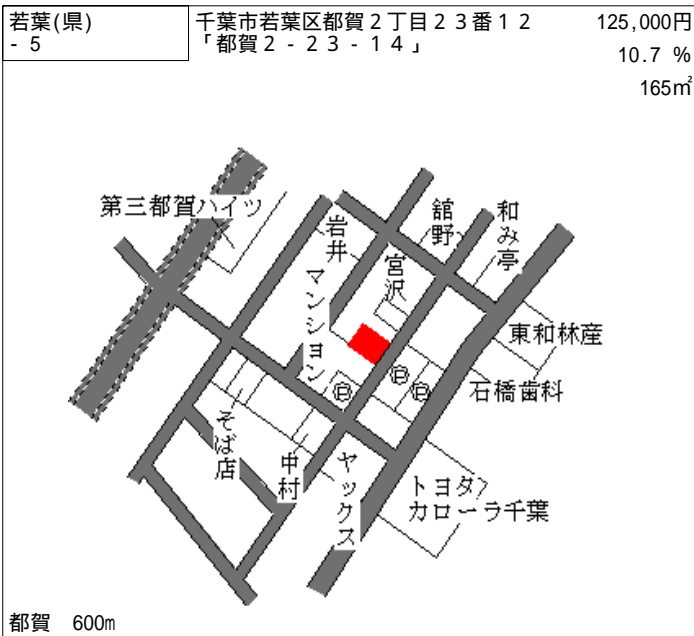 若葉(県)
- 5
千葉市若葉区都賀２丁目２３番１２
「都賀２－２３－１４」
125,000円
10.7 %
165㎡
第三都賀ハイツ
岩井
マンション
舘野
宮沢
和み亭
東和林産
石橋歯科
そば店
中村
ヤックス
トヨタ
カローラ千葉
都賀 600m